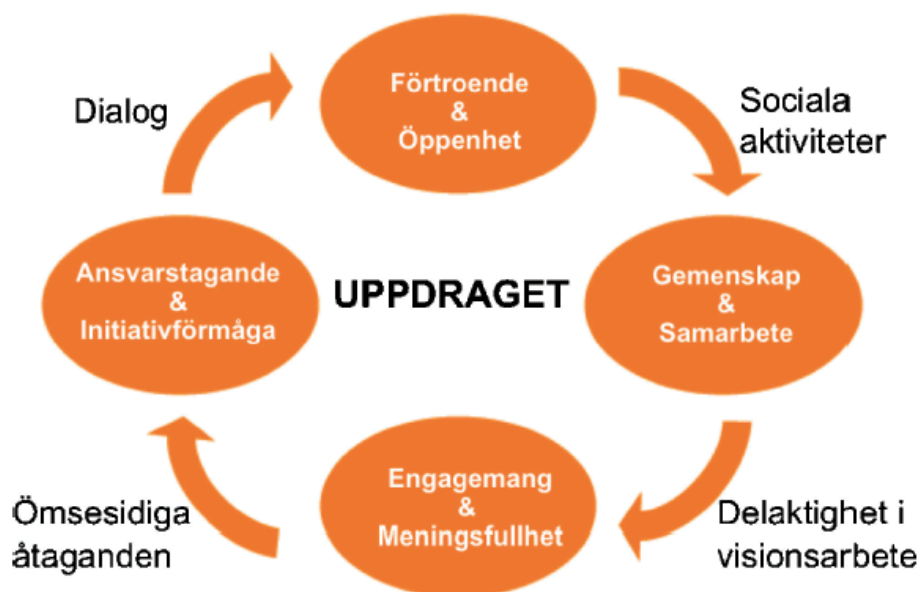 Förtroende
&
Öppenhet
Sociala
aktiviteter
Gemenskap
&
Samarbete
Delaktighet i
visionsarbete
Engagemang
&
Meningsfullhet
Ömsesidiga
åtaganden
Ansvarstagande
&
Initiativförmåga
Dialog
UPPDRAGET